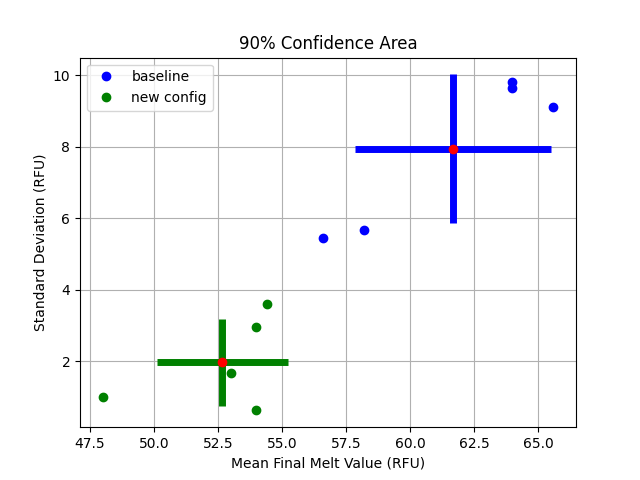 90% Confidence Area
baseline
new config
Standard Deviation (RFU)
10
8
6
4
2
47.5 50.0 52.5 55.0 57.5 60.0 62.5 65.0
Mean Final Melt Value (RFU)